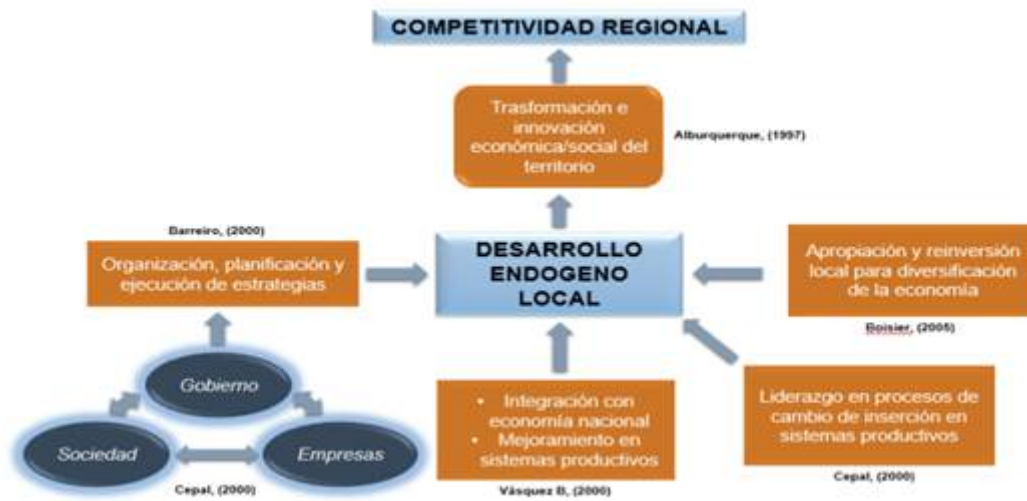 COMPETITIVIDAD REGIONAL
Trasformación e
innovación
económica/social del
territorio
Alburquerque, (1997)
Barreiro, (2000)
Organización, planificación y
ejecución de estrategias
DESARROLLO
ENDOGENO
LOCAL
Apropiación y reinversión
local para diversificación
de la economía
Boisier, (2005)
Gobierno
Sociedad
Empresas
Cepal, (2000)
• Integración con
economía nacional
• Mejoramiento en
sistemas productivos
Vásquez B, (2000)
Liderazgo en procesos de
cambio de inserción en
sistemas productivos
Cepal, (2000)